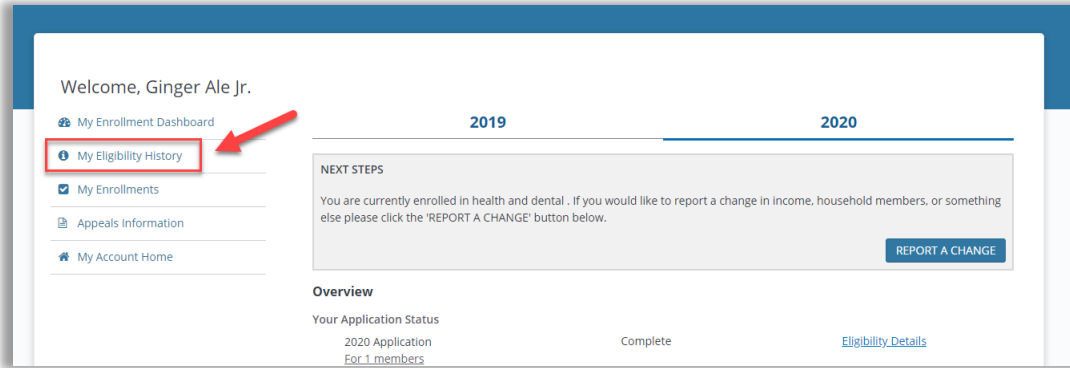 Welcome, Ginger Ale Jr.
My Enrollment Dashboard
My Eligibility History
My Enrollments
Appeals Information
My Account Home
2019 2020
NEXT STEPS
You are currently enrolled in health and dental . If you would like to report a change in income, household members, or something
else please click the 'REPORT A CHANGE' button below.
REPORT A CHANGE
Overview
Your Application Status
2020 Application Complete Eligibility Details
For 1 members